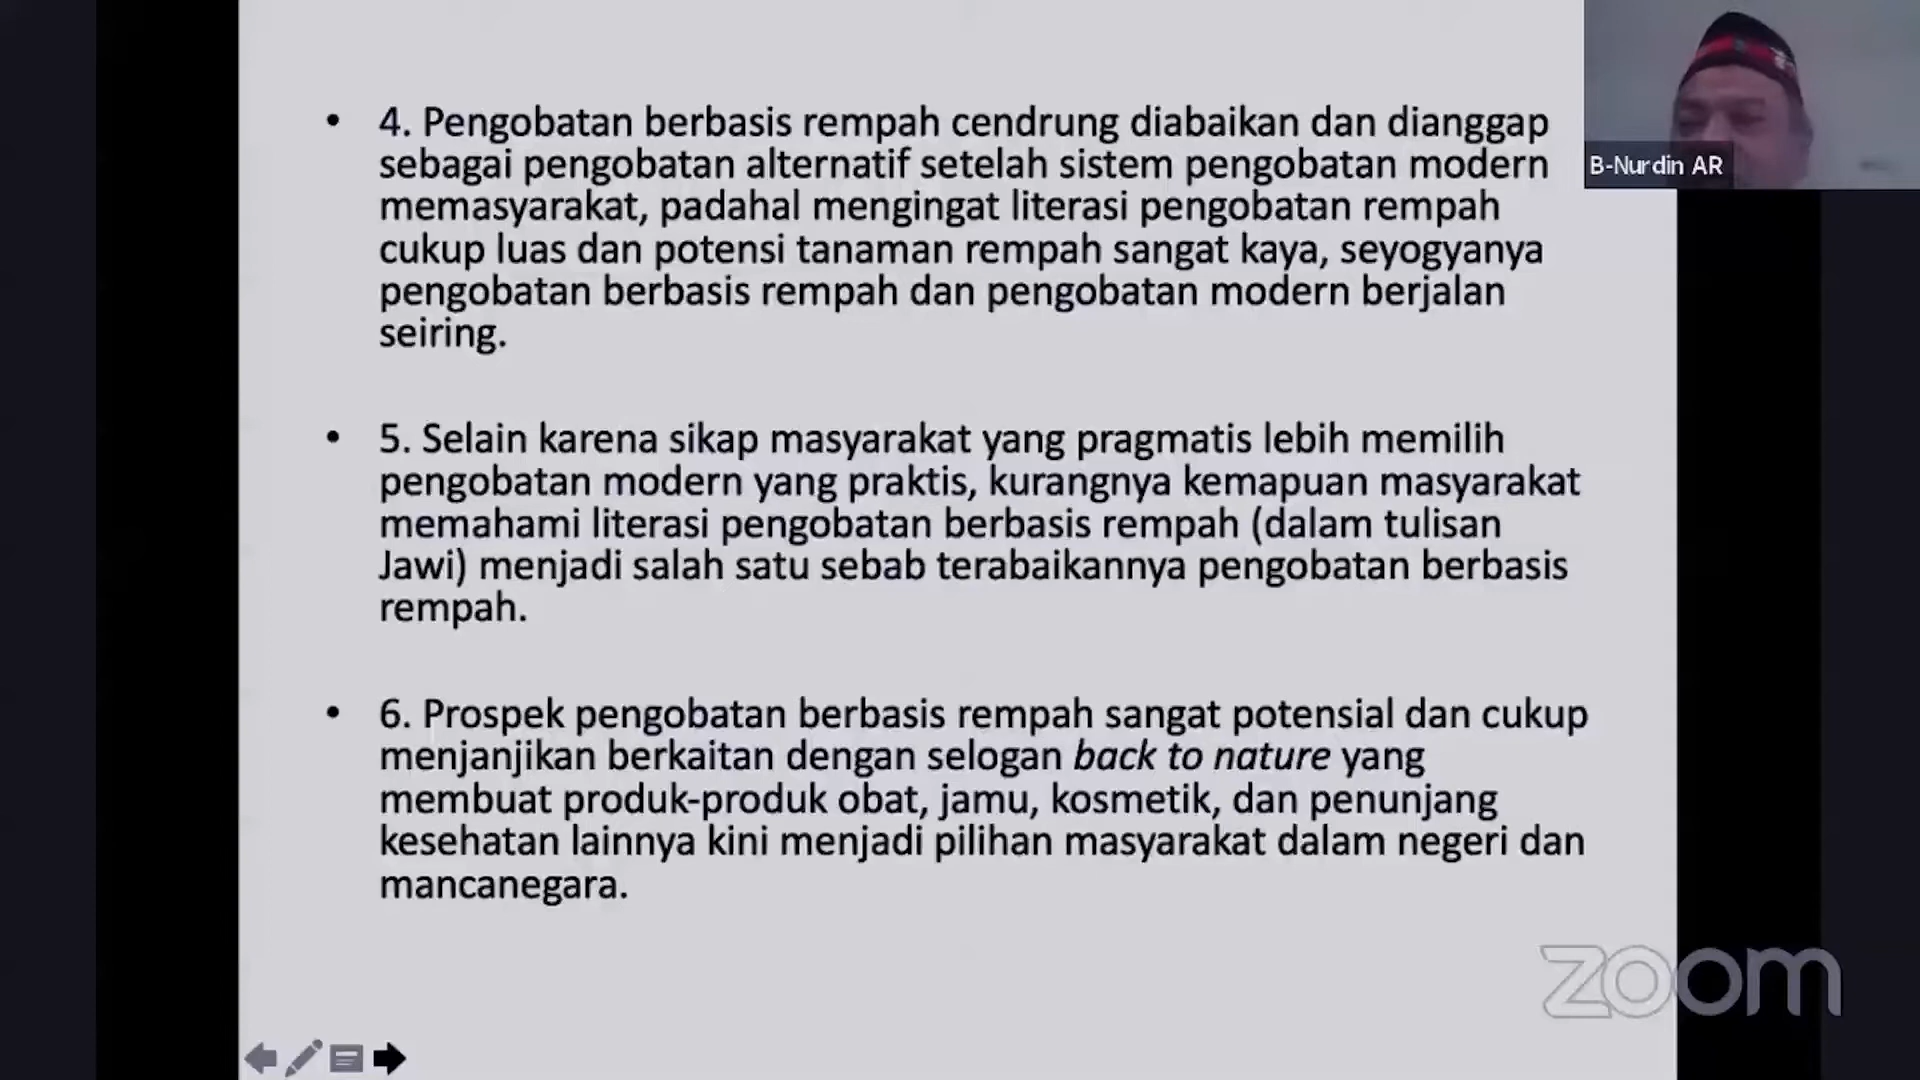 • 4. Pengobatan berbasis rempah cendrung diabaikan dan dianggap
sebagai pengobatan alternatif setelah sistem pengobatan modern
memasyarakat, padahal mengingat literasi pengobatan rempah
cukup luas dan potensi tanaman rempah sangat kaya, seyogyanya
pengobatan berbasis rempah dan pengobatan modern berjalan
seiring.
• 5. Selain karena sikap masyarakat yang pragmatis lebih memilih
pengobatan modern yang praktis, kurangnya kemapuan masyarakat
memahami literasi pengobatan berbasis rempah (dalam tulisan
Jawi) menjadi salah satu sebab terabaikannya pengobatan berbasis
rempah.
• 6. Prospek pengobatan berbasis rempah sangat potensial dan cukup
menjanjikan berkaitan dengan selogan back to nature yang
membuat produk-produk obat, jamu, kosmetik, dan penunjang
kesehatan lainnya kini menjadi pilihan masyarakat dalam negeri dan
mancanegara.
B-Nurdin AR
zoom